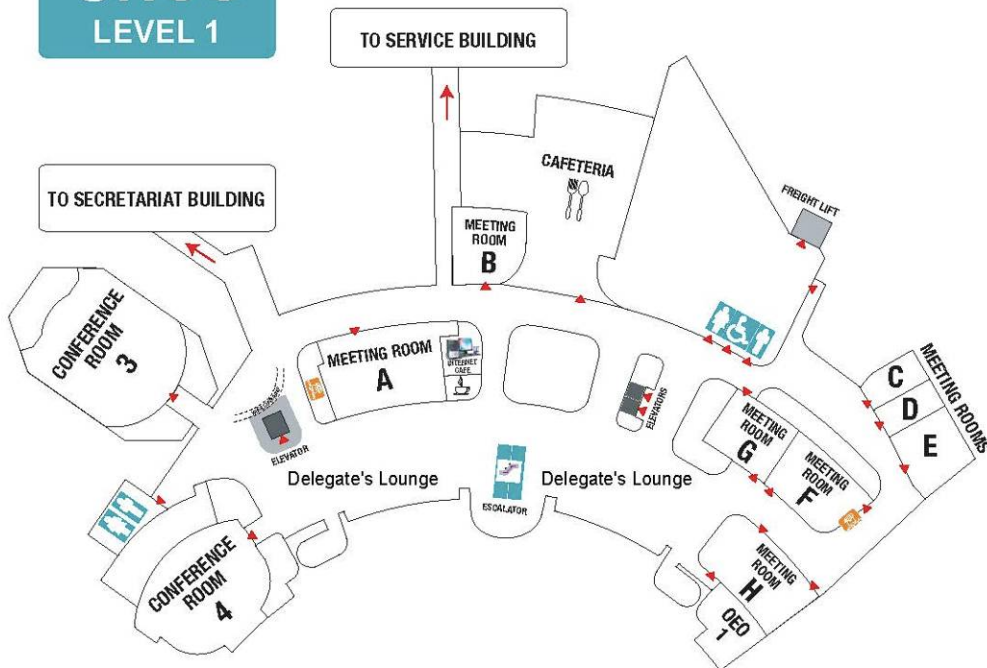 LEVEL 1
TO SERVICE BUILDING
CAFETERIA
TO SECRETARIAT BUILDING
FREIGHT LIFT
MEETING
ROOM
B
CONFERENCE
ROOM
3
MEETING ROOM
A
INTERNET
CAFE
ELEVATORS
MEETING ROOMS
C
D
E
MEETING
ROOM
G
MEETING
ROOM
F
ELEVATOR
Delegate's Lounge
Delegate's Lounge
ESCALATOR
CONFERENCE
ROOM
4
MEETING
ROOM
H
OEO
1